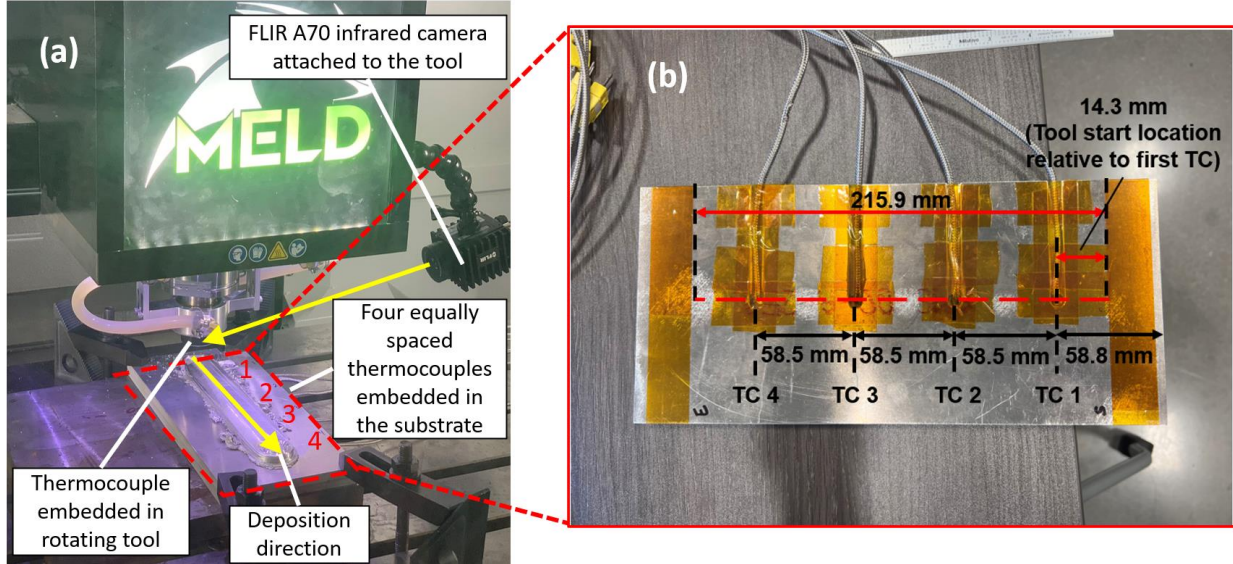 (a)
FLIR A70 infrared camera
attached to the tool
MELD
Four equally
spaced
thermocouples
embedded in
the substrate
1
2
3
4
Thermocouple
embedded in
rotating tool
Deposition
direction
(b)
14.3 mm
(Tool start location
relative to first TC)
215.9 mm
58.5 mm
58.5 mm
58.5 mm
58.8 mm
TC 4
TC 3
TC 2
TC 1
E
S